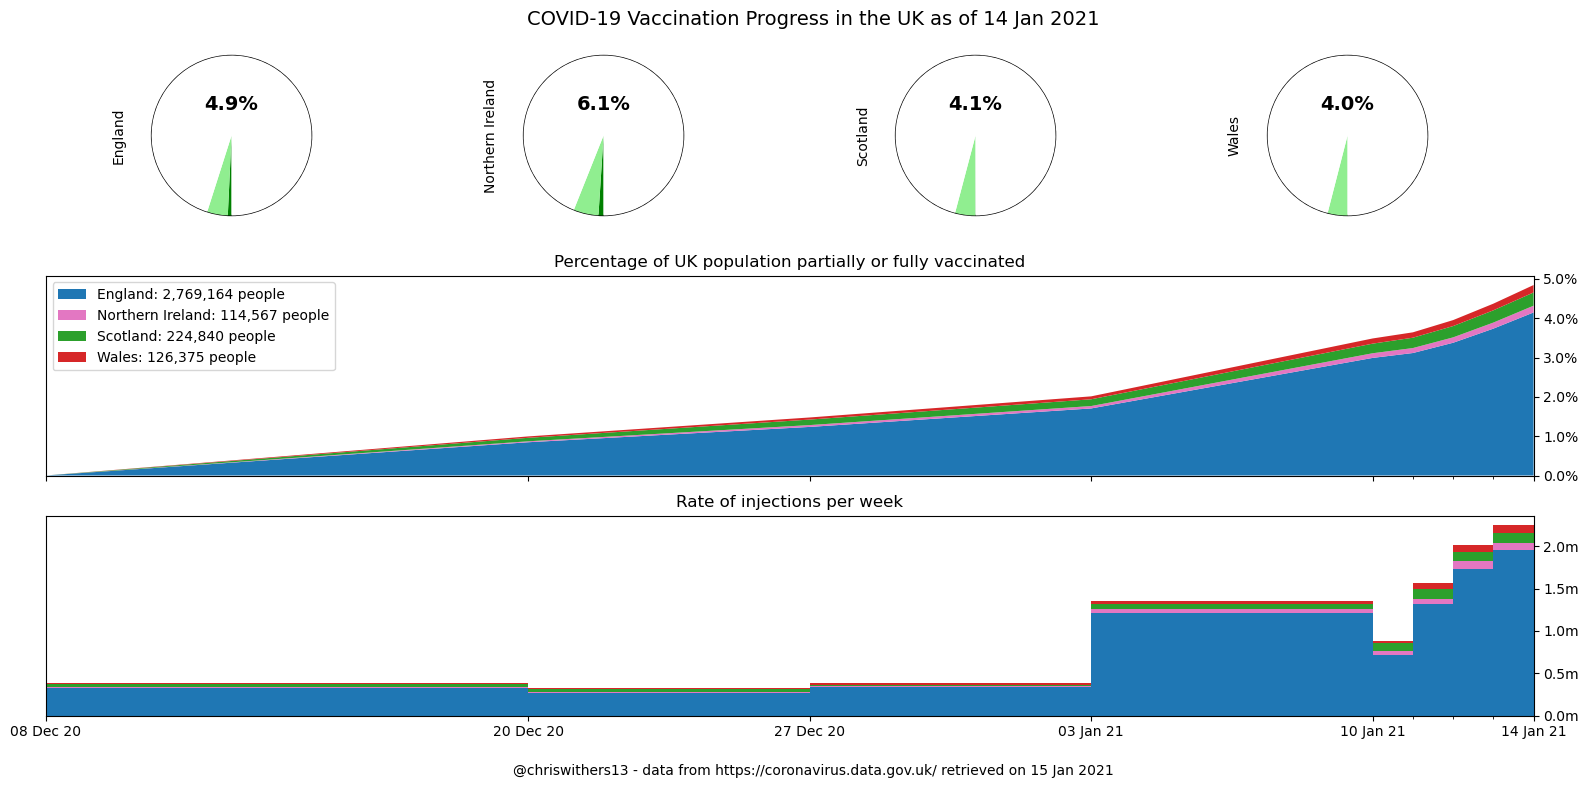 COVID-19 Vaccination Progress in the UK as of 14 Jan 2021
England
4.9%
Northern Ireland
6.1%
Scotland
4.1%
Wales
4.0%
Percentage of UK population partially or fully vaccinated
England: 2,769,164 people
Northern Ireland: 114,567 people
Scotland: 224,840 people
Wales: 126,375 people
5.0%
4.0%
3.0%
2.0%
1.0%
0.0%
Rate of injections per week
2.0m
1.5m
1.0m
0.5m
0.0m
08 Dec 20 20 Dec 20 27 Dec 20 03 Jan 21 10 Jan 21 14 Jan 21
@chriswithers13 - data from https://coronavirus.data.gov.uk/ retrieved on 15 Jan 2021